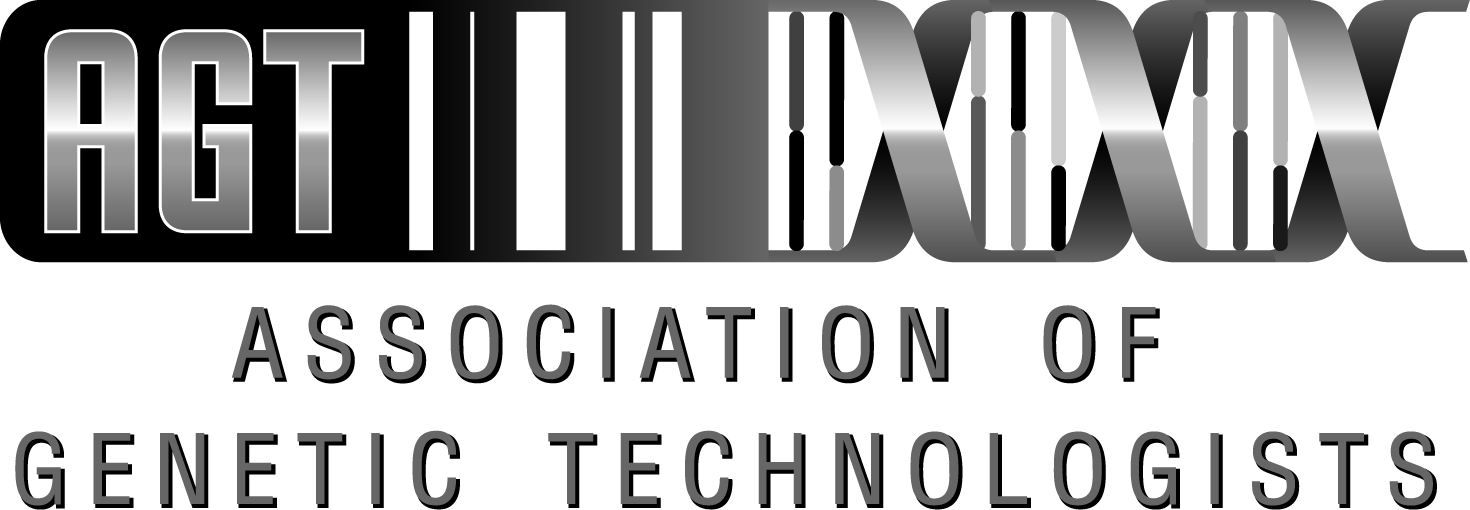 AGT
ASSOCIATION OF
GENETIC TECHNOLOGISTS